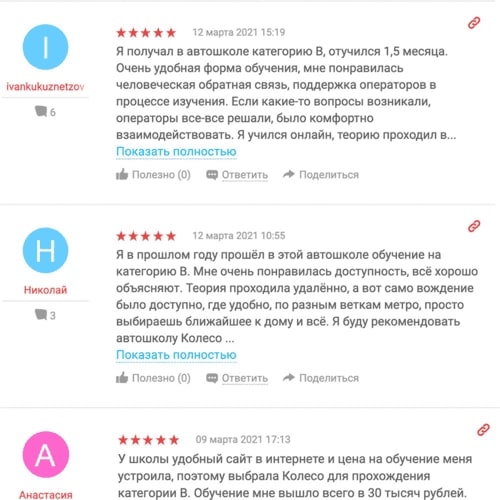 I
ivankukuznetzov
6
12 марта 2021 15:19
Я получал в автошколе категорию В, отучился 1,5 месяца.
Очень удобная форма обучения, мне понравилась
человеческая обратная связь, поддержка операторов в
процессе изучения. Если какие-то вопросы возникали,
операторы все-все решали, было комфортно
взаимодействовать. Я учился онлайн, теорию проходил в...
Показать полностью
Полезно (0) Ответить Поделиться
Н
Николай
3
12 марта 2021 10:55
Я в прошлом году прошёл в этой автошколе обучение на
категорию В. Мне очень понравилась доступность, всё хорошо
объясняют. Теория проходила удалённо, а вот само вождение
было доступно, где удобно, по разным веткам метро, просто
выбираешь ближайшее к дому и всё. Я буду рекомендовать
автошколу Колесо ...
Показать полностью
Полезно (0) Ответить Поделиться
А
Анастасия
09 марта 2021 17:13
У школы удобный сайт в интернете и цена на обучение меня
устроила, поэтому выбрала Колесо для прохождения
категории В. Обучение мне вышло всего в 30 тысяч рублей.